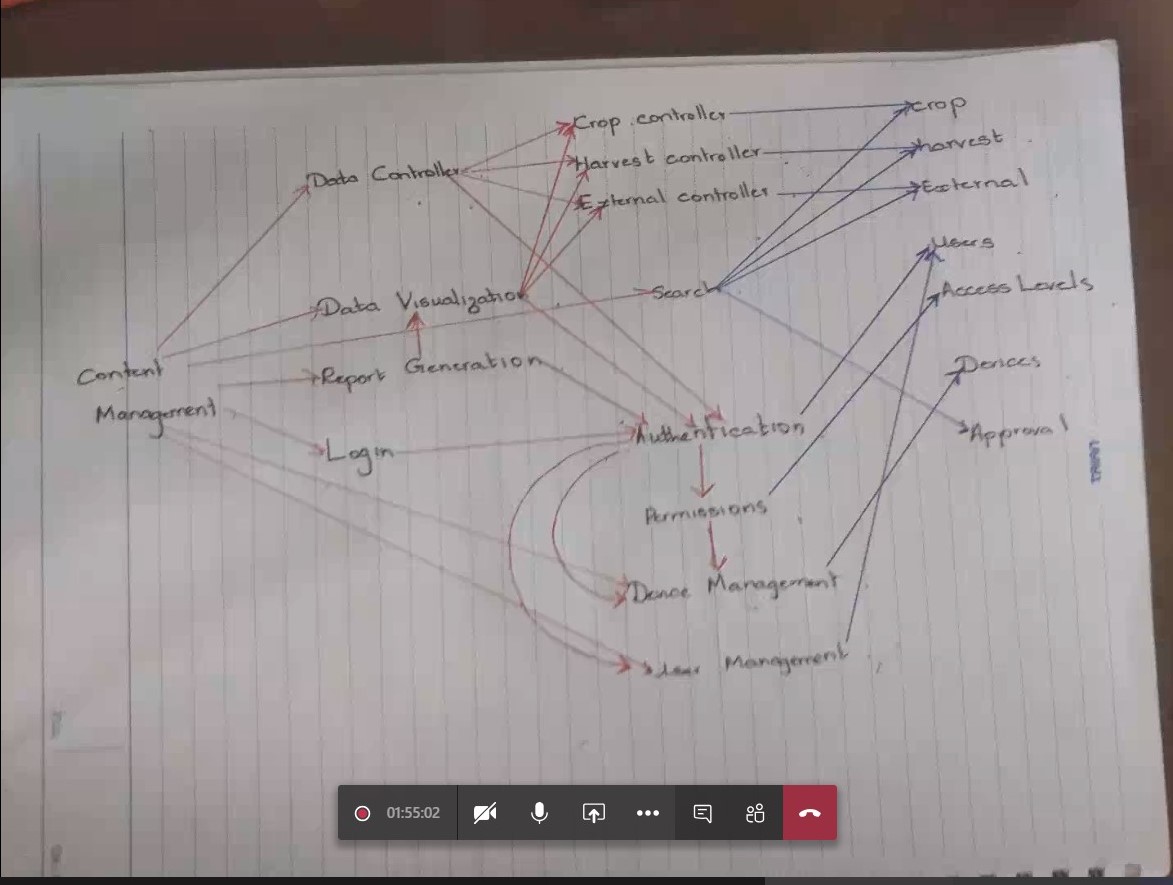 Crop controller
crop
Harvest controller
harvest
Data Controller
External controller
External
Users
Data Visualization
Search
Access Levels
Content
Management
Report Generation
Devices
Authentication
Approval
Login
Permissions
Device Management
User Management
01:55:02